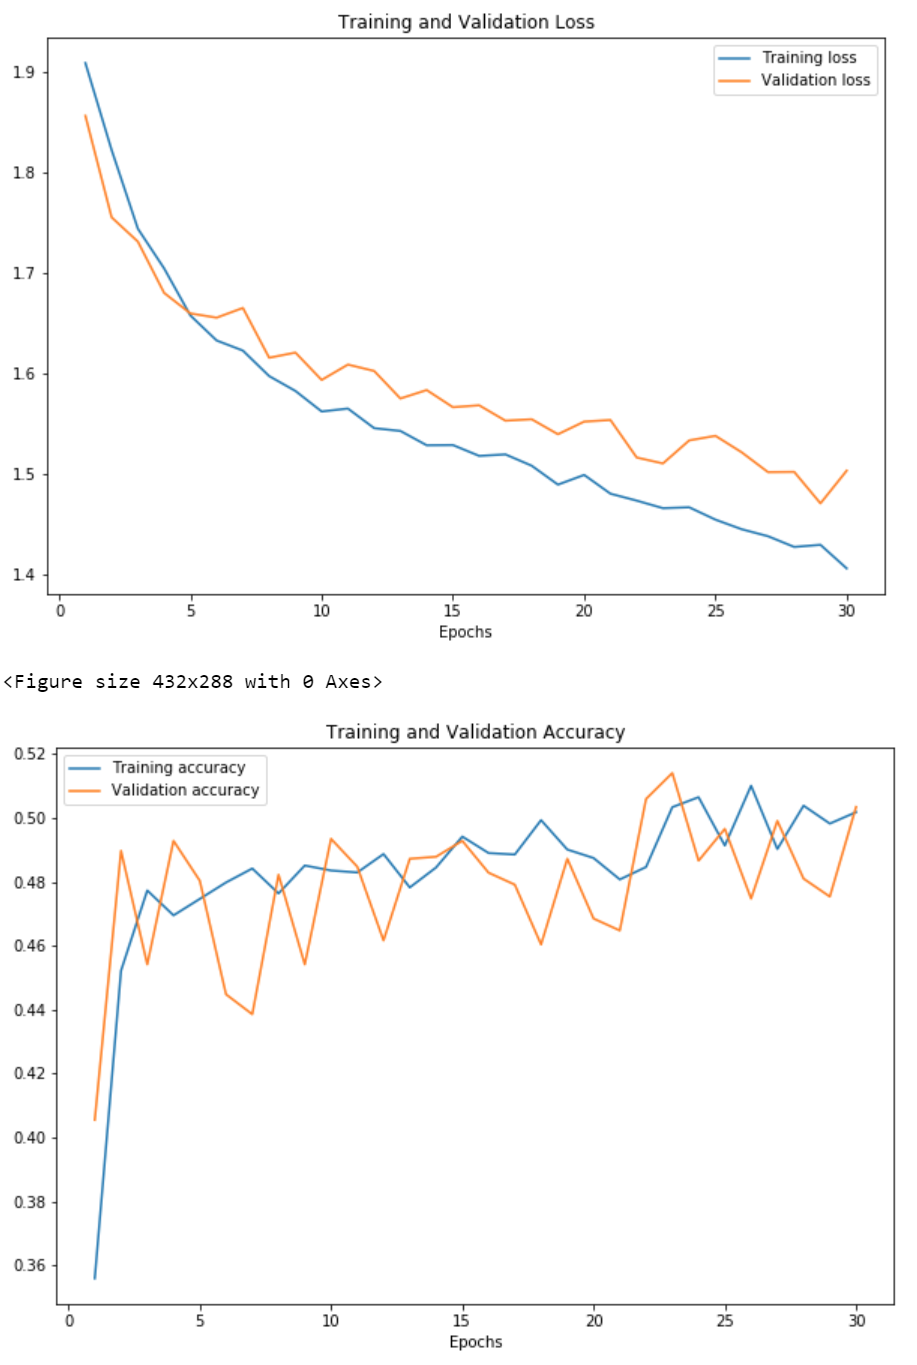 Training and Validation Loss
Training loss
Validation loss
1.9
1.8
1.7
1.6
1.5
1.4
0 5 10 15 20 25 30
Epochs
<Figure size 432x288 with 0 Axes>
Training and Validation Accuracy
Training accuracy
Validation accuracy
0.52
0.50
0.48
0.46
0.44
0.42
0.40
0.38
0.36
0 5 10 15 20 25 30
Epochs